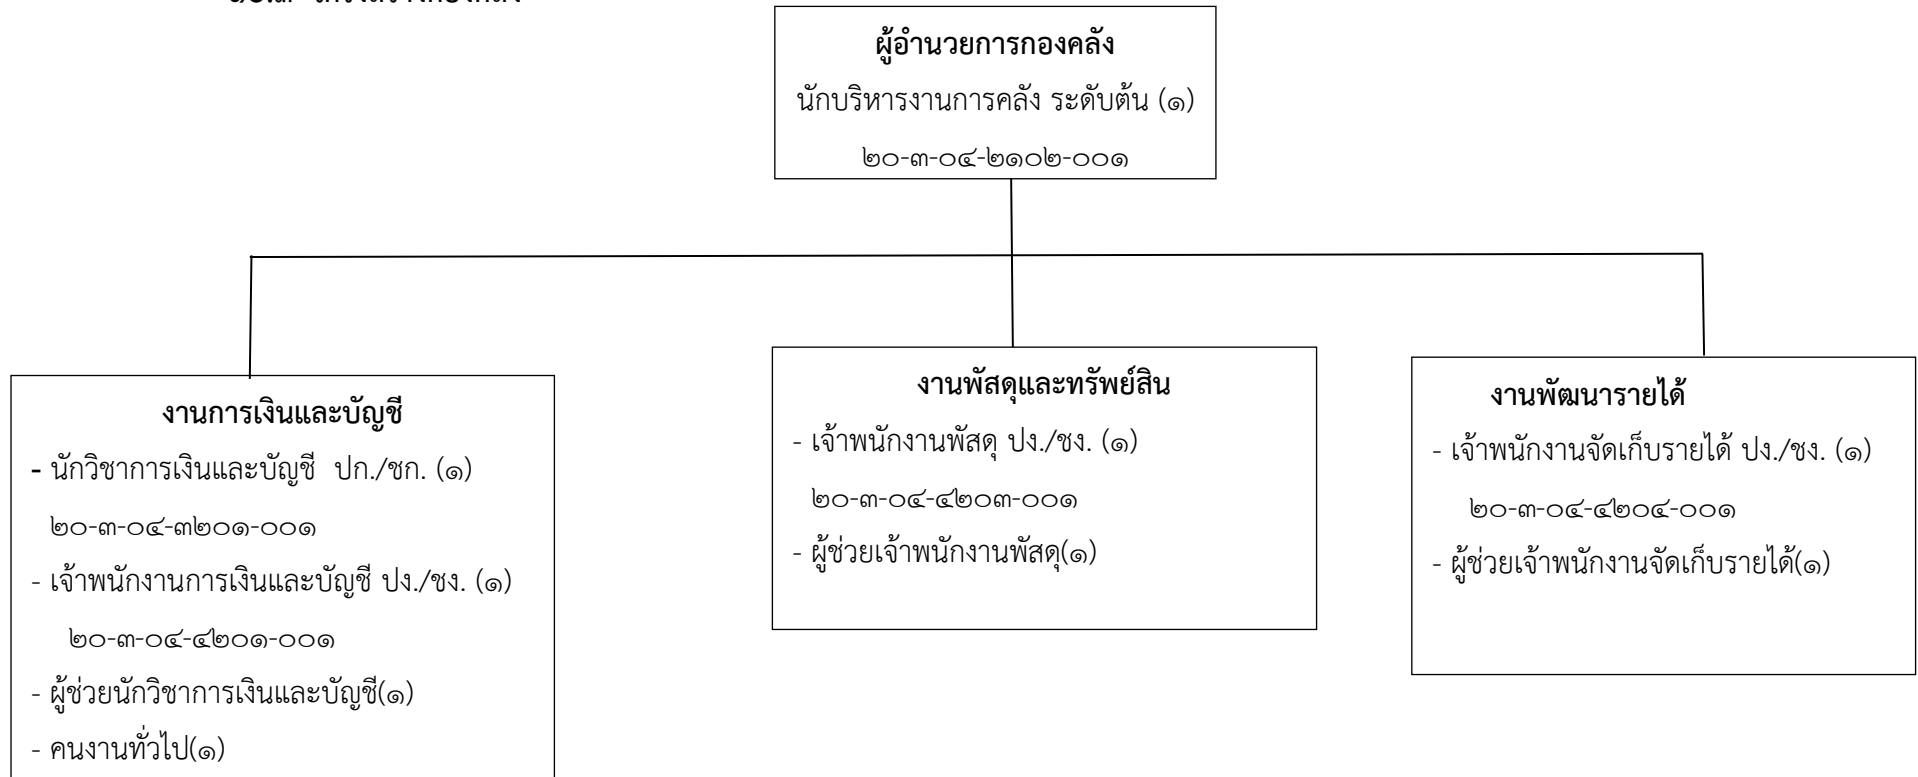 ผู้อำนวยการกองคลัง
นักบริหารงานการคลัง ระดับต้น (๑)
๒๐-๓-๐๔-๒๑๐๒-๐๐๑
งานการเงินและบัญชี
- นักวิชาการเงินและบัญชี ปก./ชก. (๑)
๒๐-๓-๐๔-๓๒๐๑-๐๐๑
- เจ้าพนักงานการเงินและบัญชี ปง./ชง. (๑)
๒๐-๓-๐๔-๔๒๐๑-๐๐๑
- ผู้ช่วยนักวิชาการเงินและบัญชี(๑)
- คนงานทั่วไป(๑)
งานพัสดุและทรัพย์สิน
- เจ้าพนักงานพัสดุ ปง./ชง. (๑)
๒๐-๓-๐๔-๔๒๐๓-๐๐๑
- ผู้ช่วยเจ้าพนักงานพัสดุ(๑)
งานพัฒนารายได้
- เจ้าพนักงานจัดเก็บรายได้ ปง./ชง. (๑)
๒๐-๓-๐๔-๔๒๐๔-๐๐๑
- ผู้ช่วยเจ้าพนักงานจัดเก็บรายได้(๑)